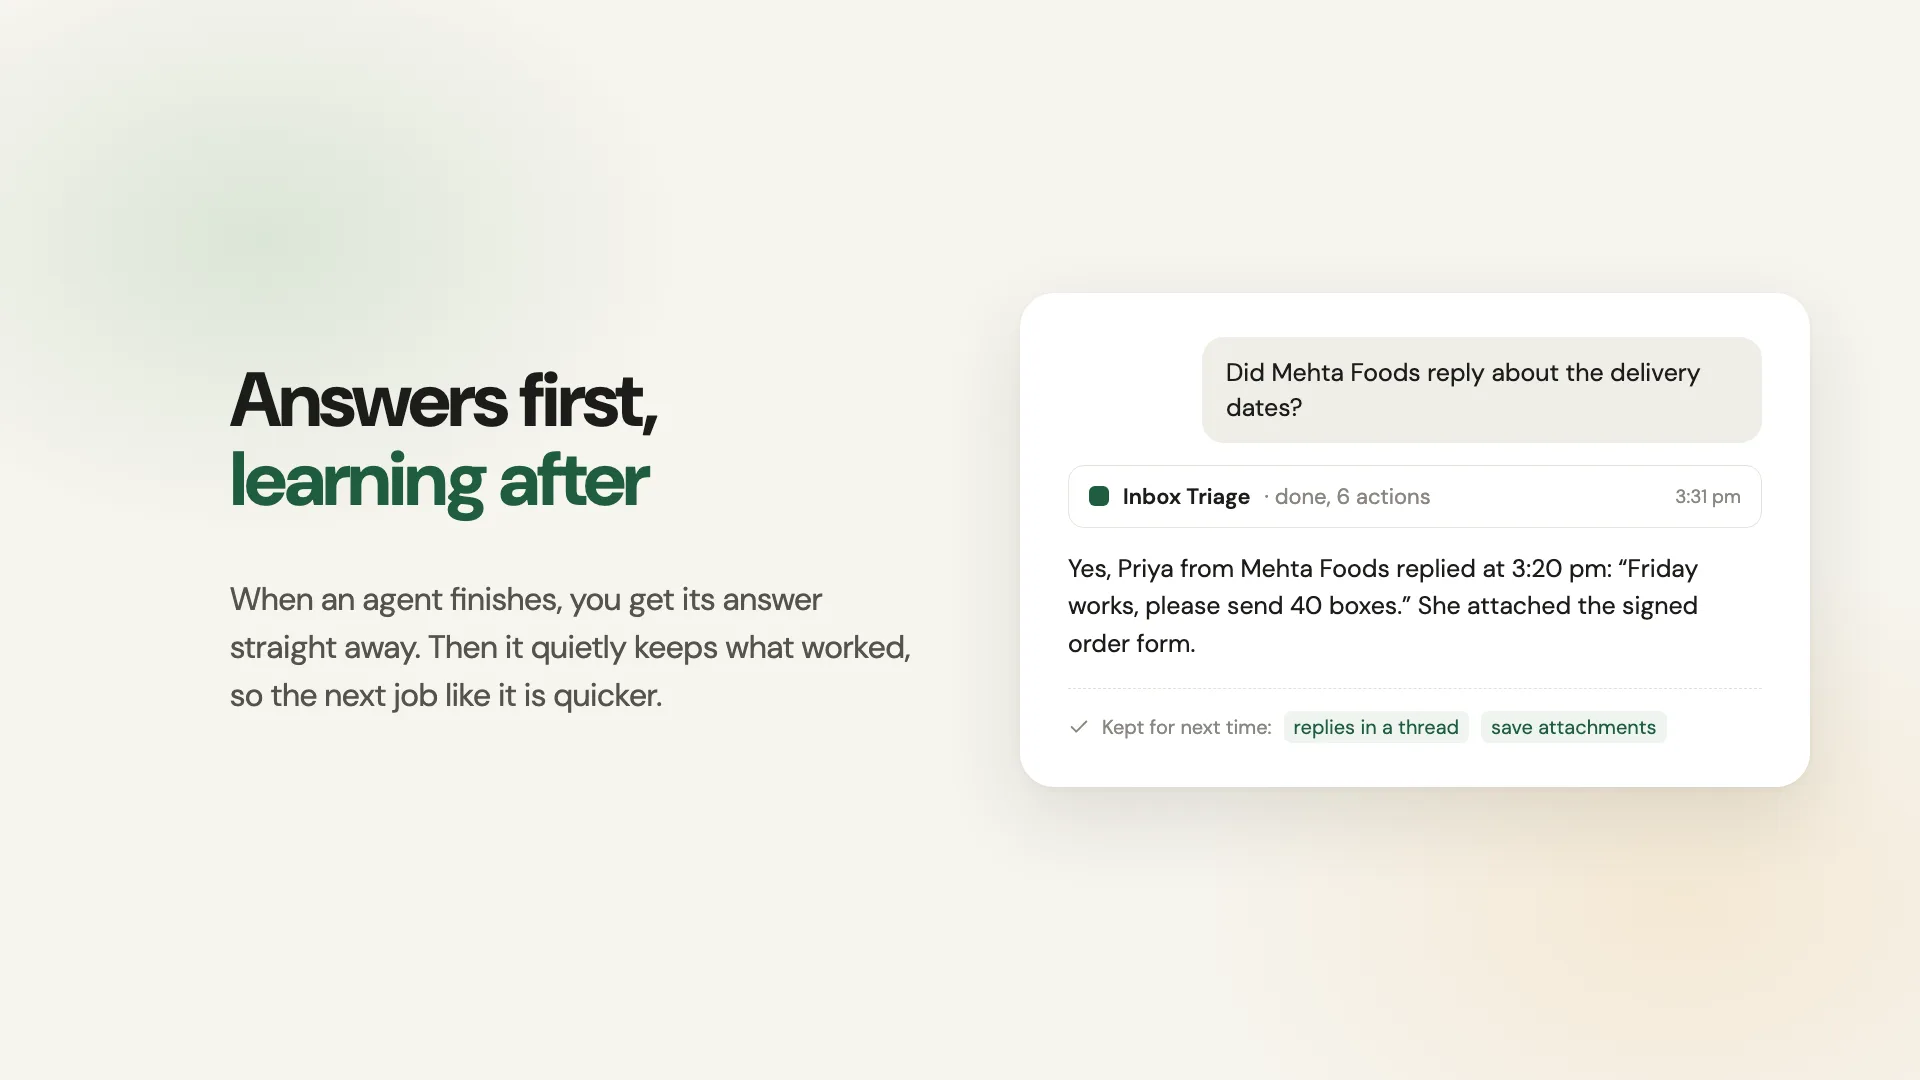 Answers first,
learning after
When an agent finishes, you get its answer
straight away. Then it quietly keeps what worked,
so the next job like it is quicker.
Did Mehta Foods reply about the delivery
dates?
Inbox Triage · done, 6 actions 3:31 pm
Yes, Priya from Mehta Foods replied at 3:20 pm: “Friday
works, please send 40 boxes.” She attached the signed
order form.
Kept for next time: replies in a thread save attachments